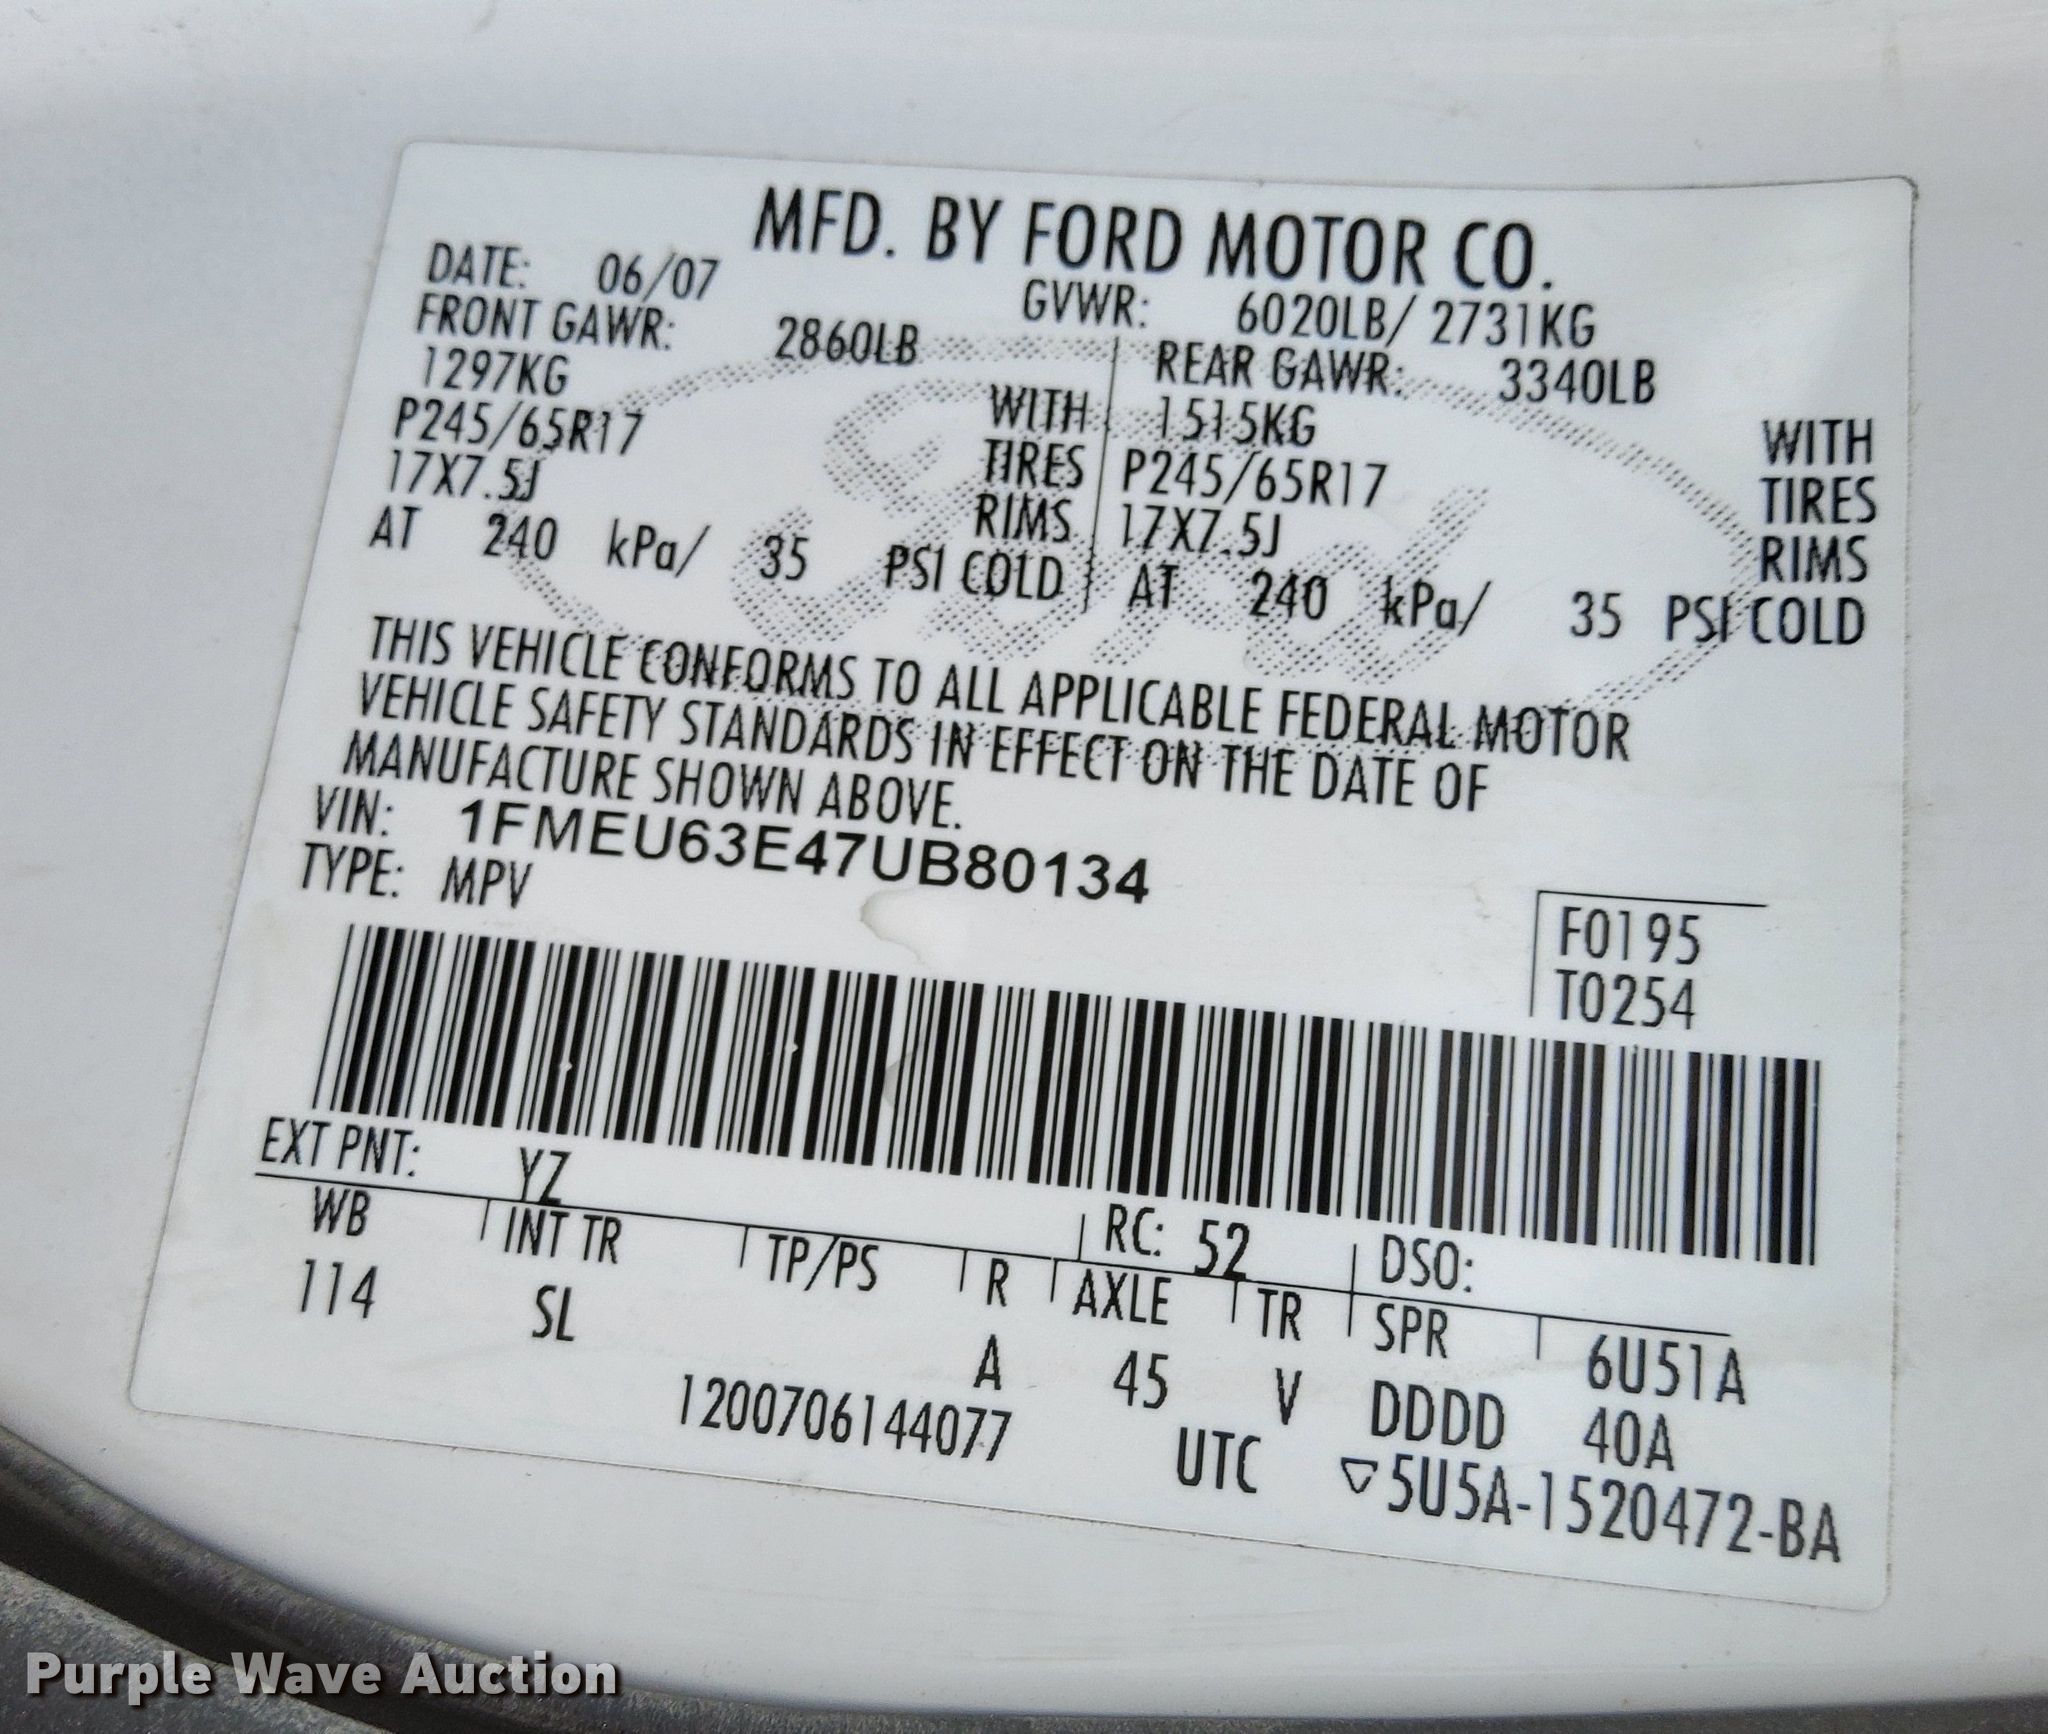 MFD. BY FORD MOTOR CO.
DATE: 06/07 GVWR: 6020LB/ 2731KG
FRONT GAWR: 2860LB REAR GAWR: 3340LB
1297KG WITH 1515KG WITH
P245/65R17 TIRES P245/65R17 TIRES
17X7.5J RIMS 17X7.5J RIMS
AT 240 kPa/ 35 PSI COLD AT 240 kPa/ 35 PSI COLD
THIS VEHICLE CONFORMS TO ALL APPLICABLE FEDERAL MOTOR
VEHICLE SAFETY STANDARDS IN EFFECT ON THE DATE OF
MANUFACTURE SHOWN ABOVE.
VIN: 1FMEU63E47UB80134
TYPE: MPV
F0195
T0254
EXT PNT: YZ RC: 52 DSO:
WB INT TR TP/PS R AXLE TR SPR 6U51A
114 SL A 45 V DDDD 40A
1200706144077 UTC ▽5U5A-1520472-BA
Ford
Purple Wave Auction